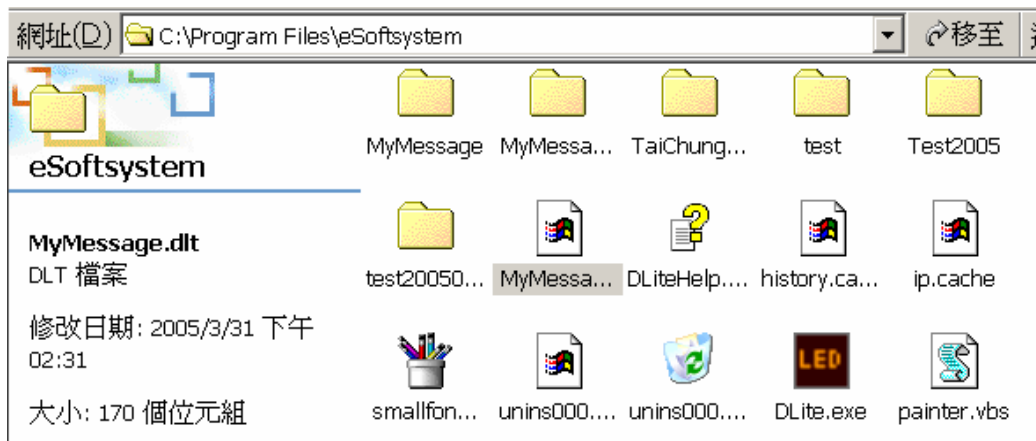 網址(D) C:\Program Files\eSoftsystem 移至
eSoftsystem
MyMessage.dlt
DLT 檔案
修改日期: 2005/3/31 下午
02:31
大小: 170 個位元組
MyMessage MyMessa... TaiChung... test Test2005
test20050... MyMessa... DLiteHelp.... history.ca... ip.cache
smallfon... unins000.... unins000.... DLite.exe painter.vbs
LED